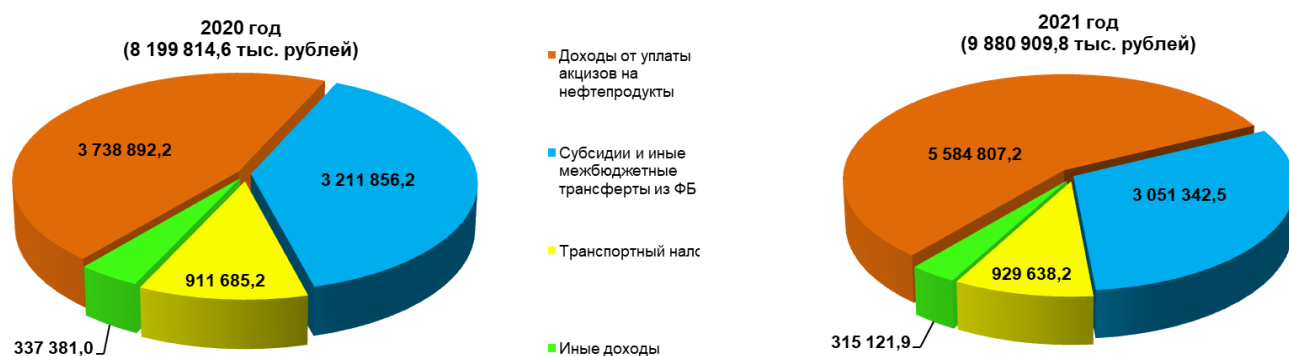 2020 год
(8 199 814,6 тыс. рублей)
3 738 892,2
3 211 856,2
911 685,2
337 381,0
Доходы от уплаты
акцизов на
нефтепродукты
Субсидии и иные
межбюджетные
трансферты из ФБ
Транспортный нало
Иные доходы
2021 год
(9 880 909,8 тыс. рублей)
5 584 807,2
3 051 342,5
929 638,2
315 121,9